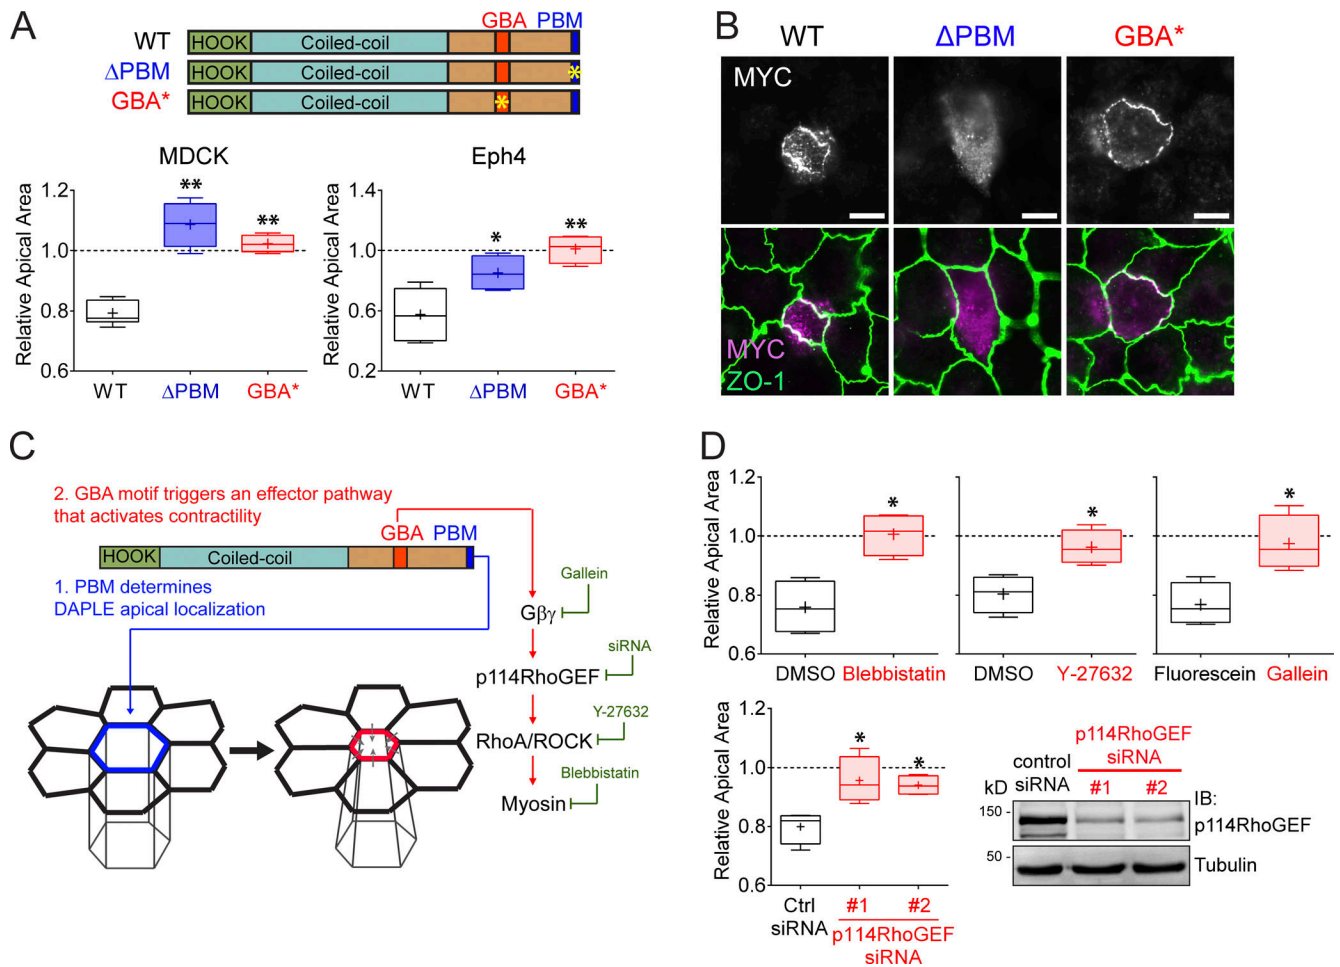 A
GBA PBM
WT HOOK Coiled-coil
ΔPBM HOOK Coiled-coil *
GBA* HOOK Coiled-coil *
MDCK
Relative Apical Area
1.2
1.0
0.8
0.6
**
**
WT ΔPBM GBA*
Eph4
Relative Apical Area
1.4
1.0
0.6
0.2
*
**
WT ΔPBM GBA*
B
WT ΔPBM GBA*
MYC
MYC
ZO-1
C
2. GBA motif triggers an effector pathway
that activates contractility
GBA PBM
HOOK Coiled-coil
1. PBM determines
DAPLE apical localization
Gallein
Gβγ
siRNA
p114RhoGEF
Y-27632
RhoA/ROCK
Blebbistatin
Myosin
D
Relative Apical Area
1.2
1.0
0.8
0.6
*
*
*
DMSO Blebbistatin
DMSO Y-27632
Fluorescein Gallein
Relative Apical Area
1.2
1.0
0.8
0.6
*
*
Ctrl
siRNA
#1 #2
p114RhoGEF
siRNA
p114RhoGEF
siRNA
control
siRNA
#1 #2
kD
150 -
50 -
IB:
p114RhoGEF
Tubulin